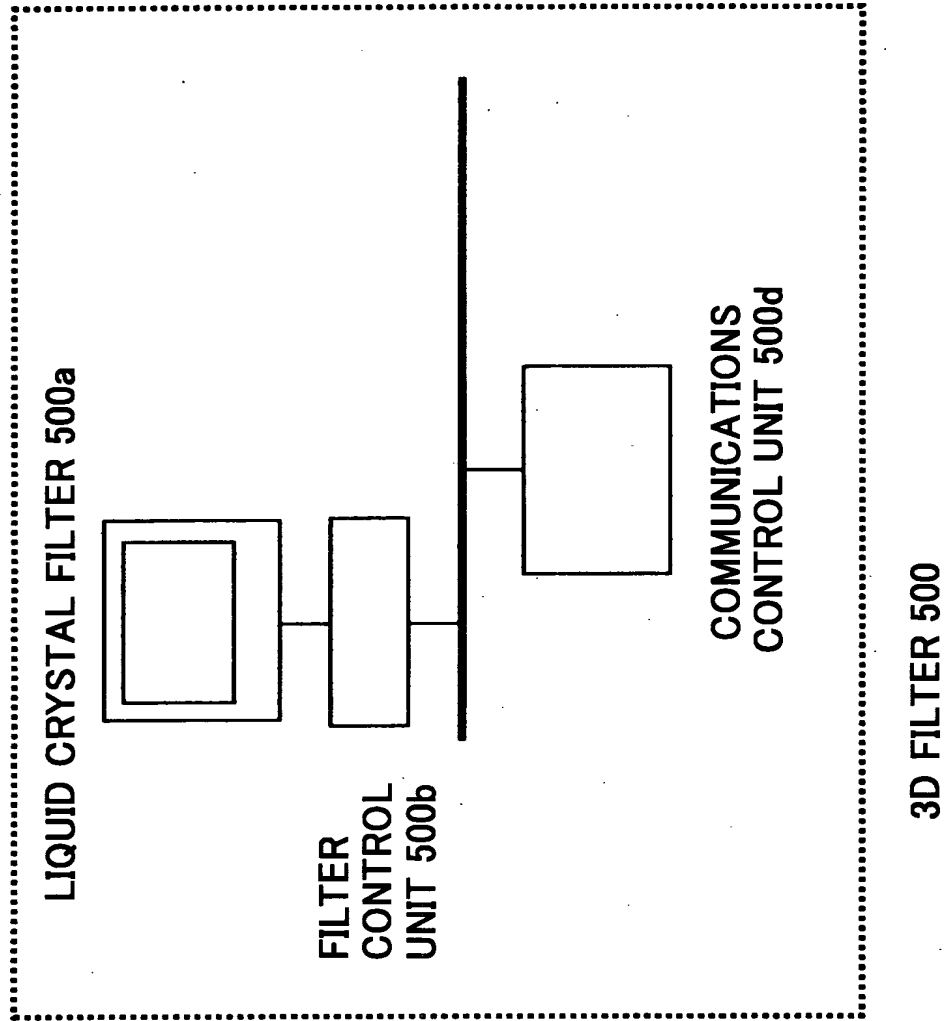 LIQUID CRYSTAL FILTER 500a
FILTER
CONTROL
UNIT 500b
COMMUNICATIONS
CONTROL UNIT 500d
3D FILTER 500